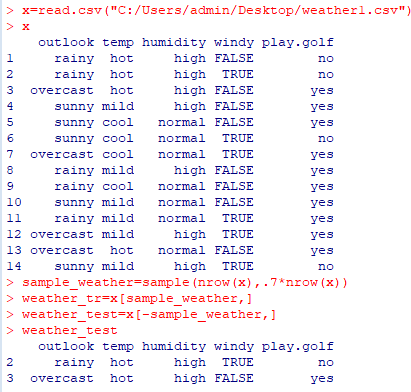 > x=read.csv("C:/Users/admin/Desktop/weather1.csv")
> x
    outlook temp humidity windy play.golf
1     rainy  hot     high FALSE        no
2     rainy  hot     high  TRUE        no
3  overcast  hot     high FALSE       yes
4     sunny mild     high FALSE       yes
5     sunny cool   normal FALSE       yes
6     sunny cool   normal  TRUE        no
7  overcast cool   normal  TRUE       yes
8     rainy mild     high FALSE        no
9     rainy cool   normal FALSE       yes
10    sunny mild   normal FALSE       yes
11    rainy mild   normal  TRUE       yes
12 overcast mild     high  TRUE       yes
13 overcast  hot   normal FALSE       yes
14    sunny mild     high  TRUE        no
> sample_weather=sample(nrow(x),.7*nrow(x))
> weather_tr=x[sample_weather,]
> weather_test=x[-sample_weather,]
> weather_test
    outlook temp humidity windy play.golf
2     rainy  hot     high  TRUE        no
3  overcast  hot     high FALSE       yes